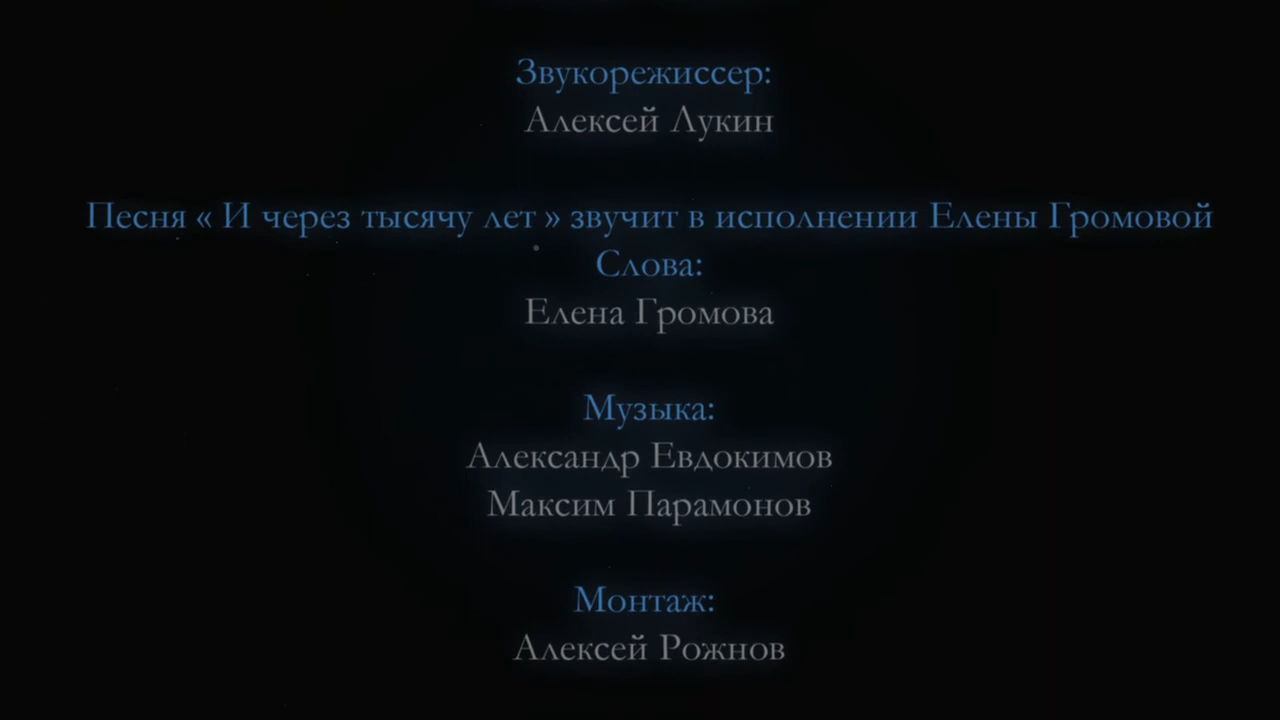 Звукорежиссер:
Алексей Лукин
Песня « И через тысячу лет » звучит в исполнении Елены Громовой
Слова:
Елена Громова
Музыка:
Александр Евдокимов
Максим Парамонов
Монтаж:
Алексей Рожнов